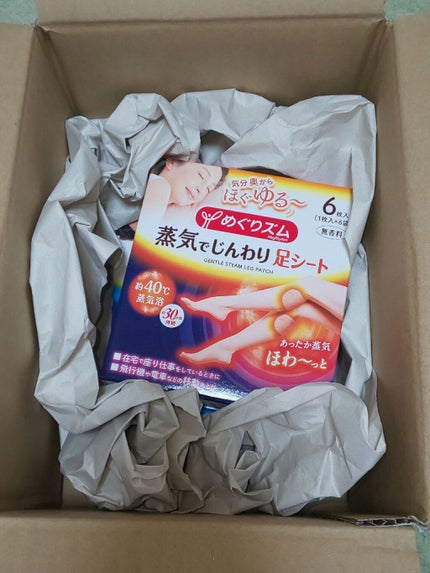 気分 奥から
ほぐゆる〜
めぐりズム
蒸気でじんわり 足シート
GENTLE STEAM LEG PATCH
6枚入
(1枚入×6袋)
無香料
約40℃
蒸気浴
約30分間
持続
あったか蒸気
ほわ〜っと
■在宅で座り仕事をしているときに
■飛行機や電車などの移動